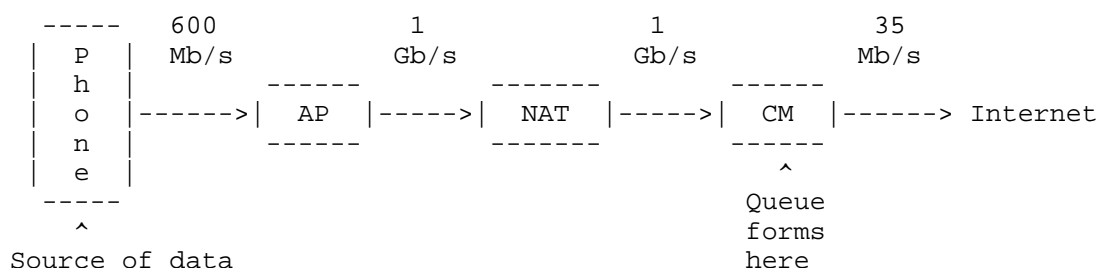 -----   600              1               1              35
 |  P  |  Mb/s            Gb/s            Gb/s           Mb/s
 |  h  |         ------          -------         ------
 |  o  |------->|  AP  |------>|  NAT  |------>|  CM  |-------> Internet
 |  n  |         ------          -------         ------
 |  e  |                                            ^
  -----                                           Queue
    ^                                             forms
Source of data                                    here